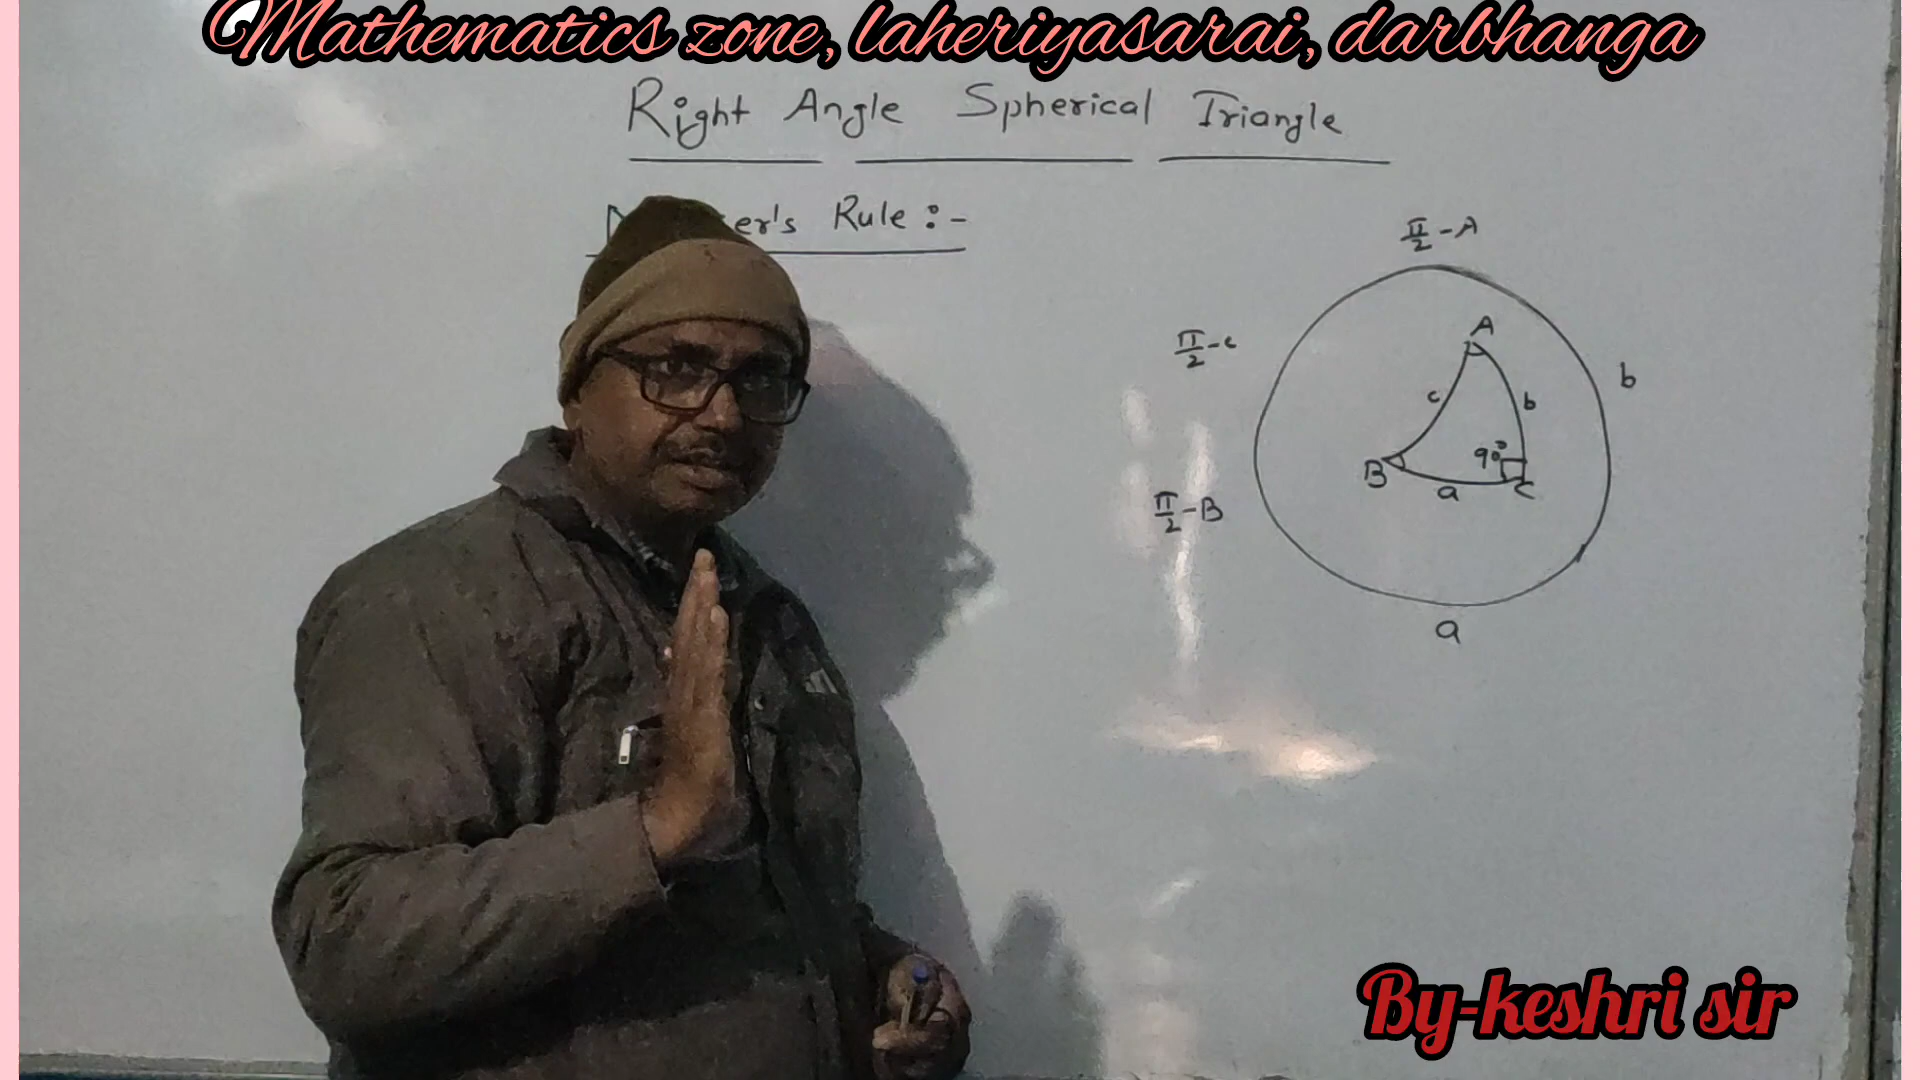 Mathematics zone, laheriyasarai, darbhanga
Right Angle Spherical Triangle
er's Rule :-
π/2 - A
A
π/2 - c
b
c
b
90°
B
a
C
π/2 - B
a
By-keshri sir